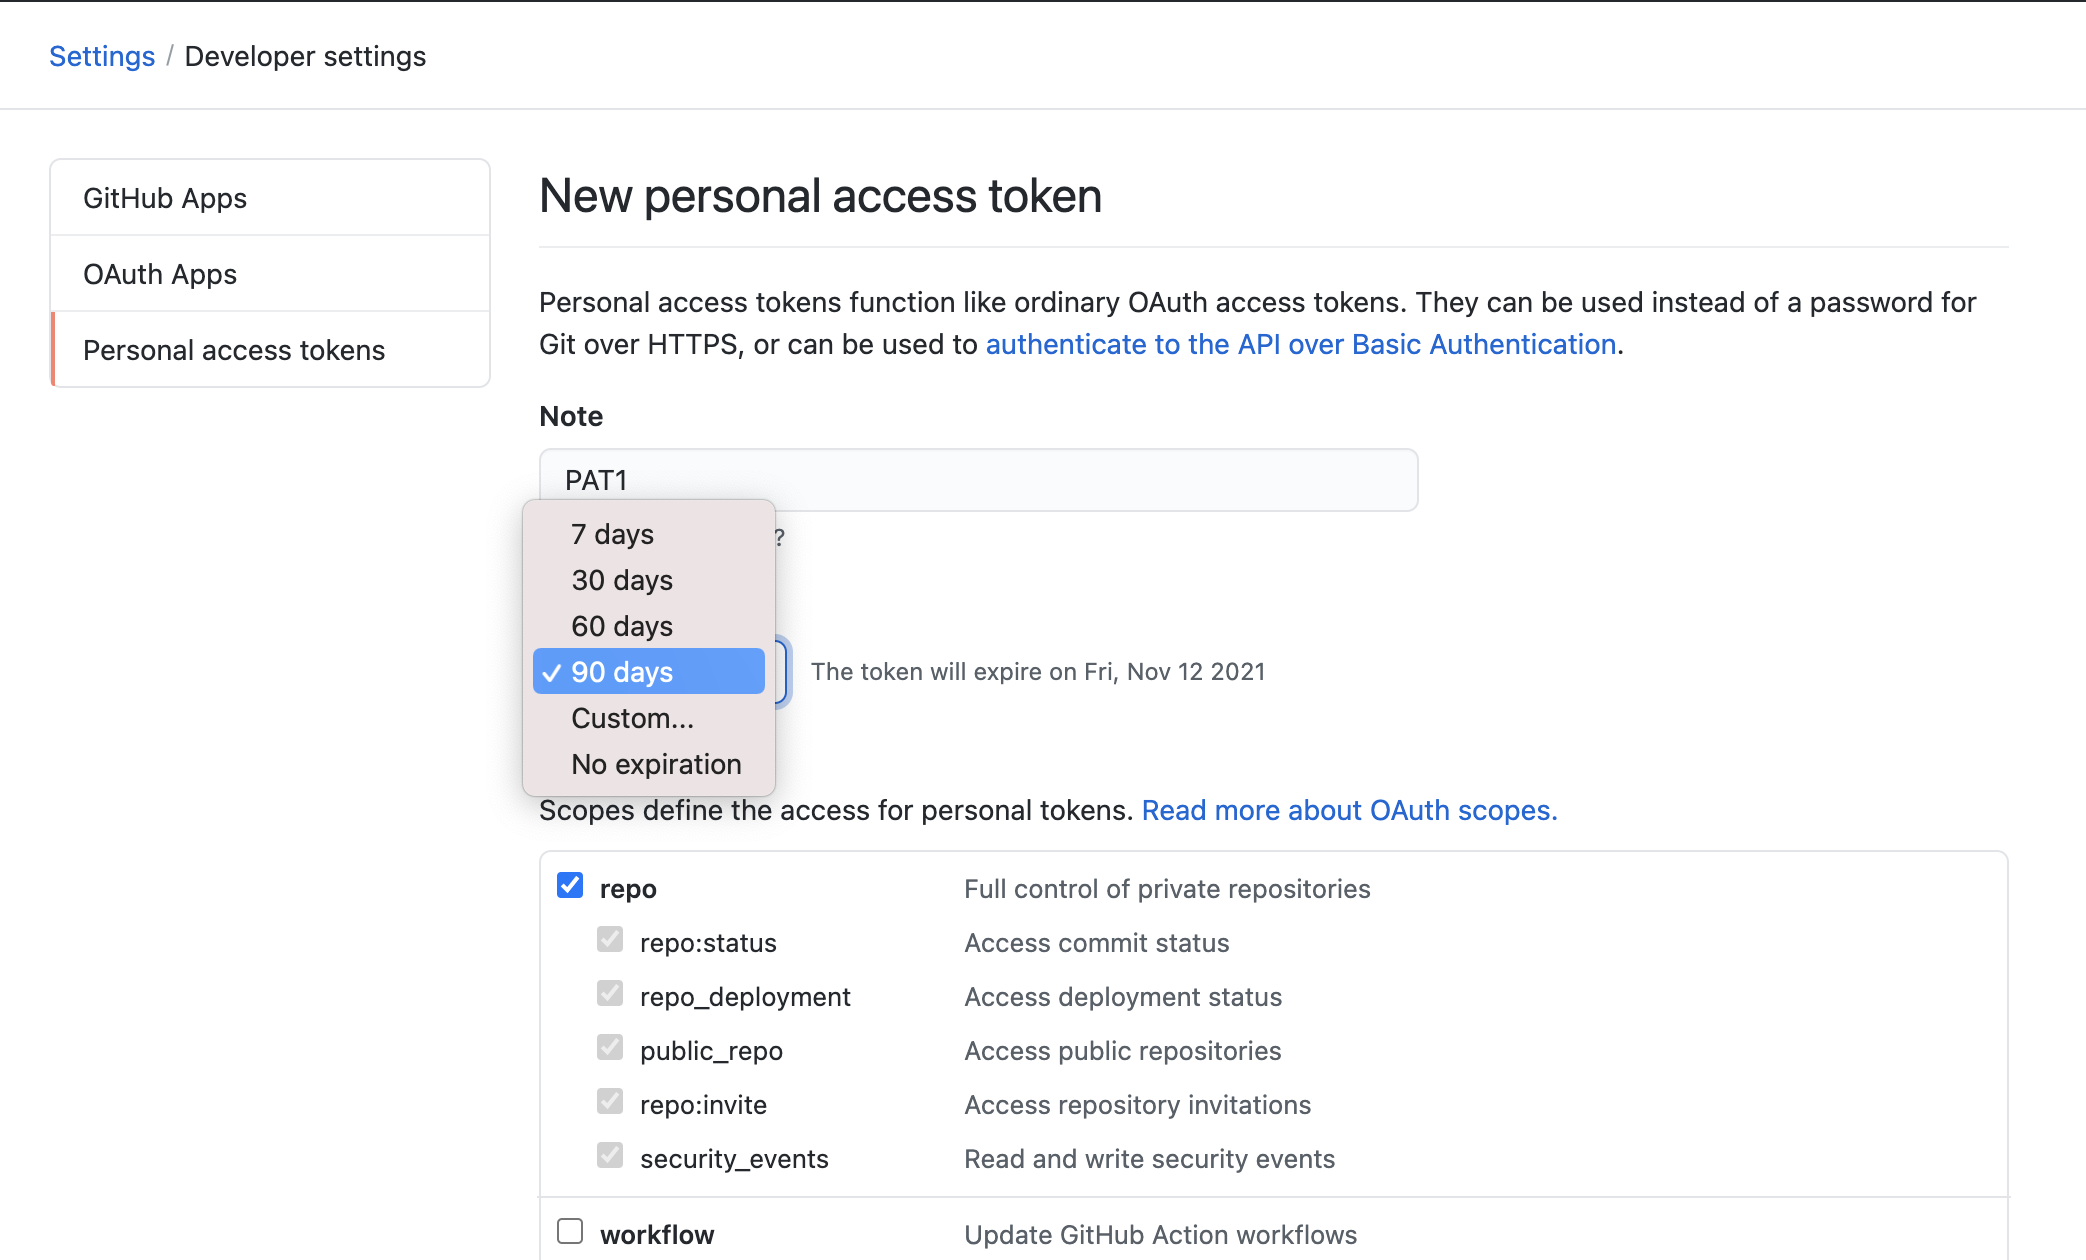 Settings / Developer settings
GitHub Apps
OAuth Apps
Personal access tokens
New personal access token
Personal access tokens function like ordinary OAuth access tokens. They can be used instead of a password for
Git over HTTPS, or can be used to authenticate to the API over Basic Authentication.
Note
PAT1
?
7 days
30 days
60 days
✓ 90 days
Custom...
No expiration
The token will expire on Fri, Nov 12 2021
Scopes define the access for personal tokens. Read more about OAuth scopes.
repo Full control of private repositories
repo:status Access commit status
repo_deployment Access deployment status
public_repo Access public repositories
repo:invite Access repository invitations
security_events Read and write security events
workflow Update GitHub Action workflows